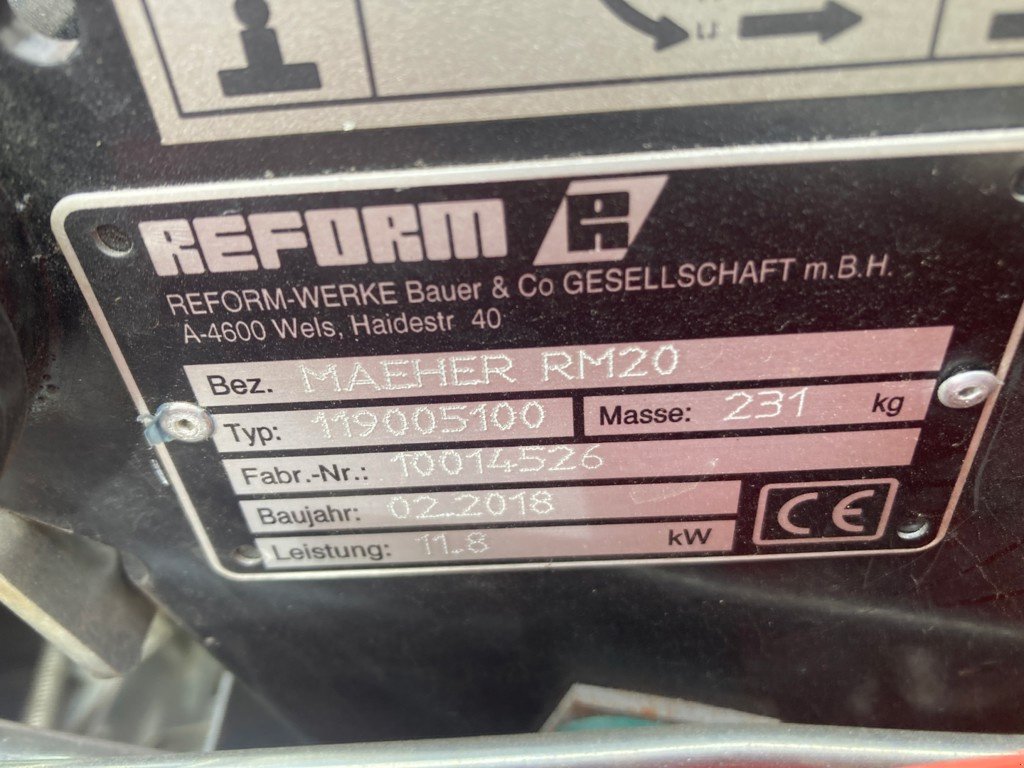 REFORM R
REFORM-WERKE Bauer & Co GESELLSCHAFT m.B.H.
A-4600 Wels, Haidestr 40
Bez. MAEHER RM20
Typ: 119005100 Masse: 231 kg
Fabr.-Nr.: 10014526
Baujahr: 02.2018
Leistung: 11.8 kW CE